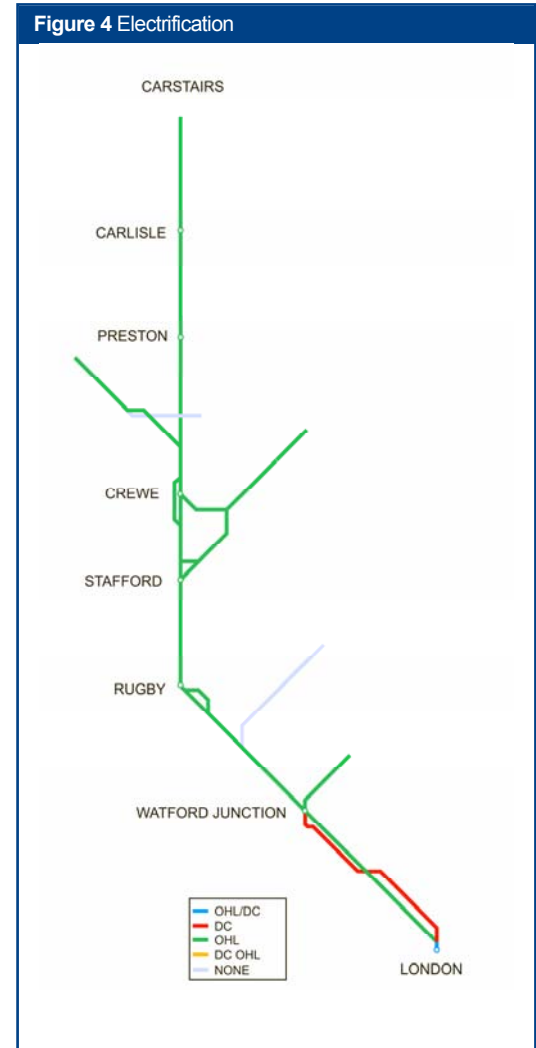 Figure 4 Electrification
CARSTAIRS
CARLISLE
PRESTON
CREWE
STAFFORD
RUGBY
WATFORD JUNCTION
OHL/DC
DC
OHL
DC OHL
NONE
LONDON